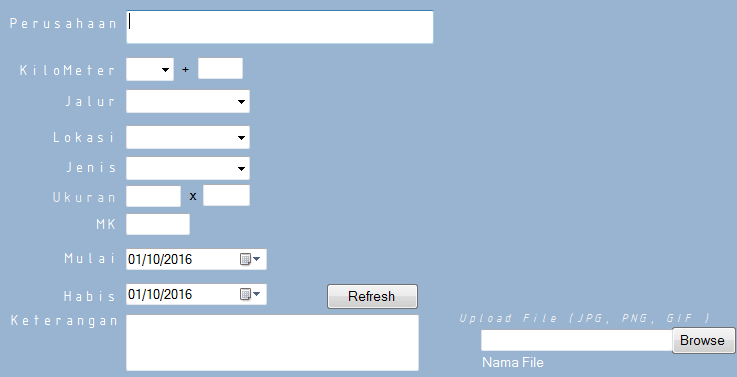 Perusahaan
KiloMeter +
Jalur
Lokasi
Jenis
Ukuran x
MK
Mulai 01/10/2016
Habis 01/10/2016 Refresh
Keterangan
Upload File (JPG, PNG, GIF )
Browse
Nama File